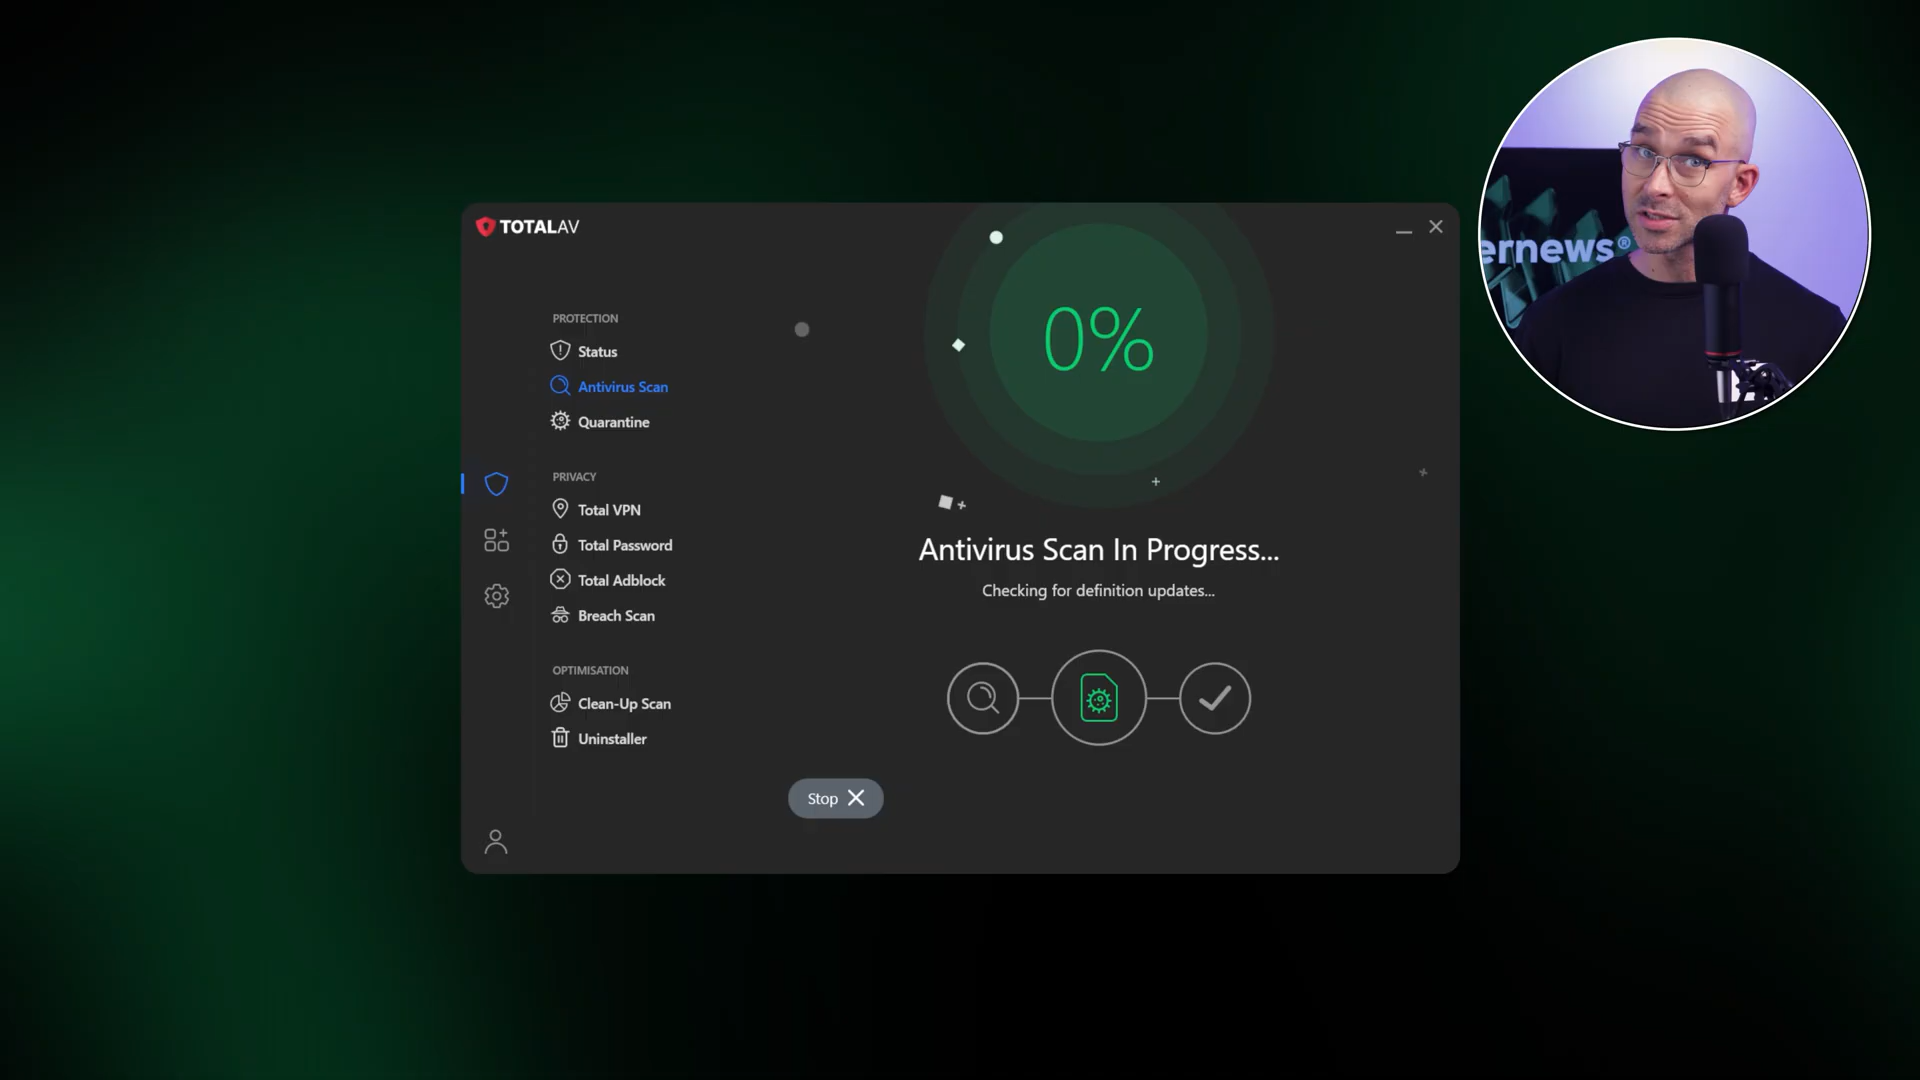 TOTALAV
PROTECTION
Status
Antivirus Scan
Quarantine
PRIVACY
Total VPN
Total Password
Total Adblock
Breach Scan
OPTIMISATION
Clean-Up Scan
Uninstaller
0%
Antivirus Scan In Progress...
Checking for definition updates...
Stop
ernews®